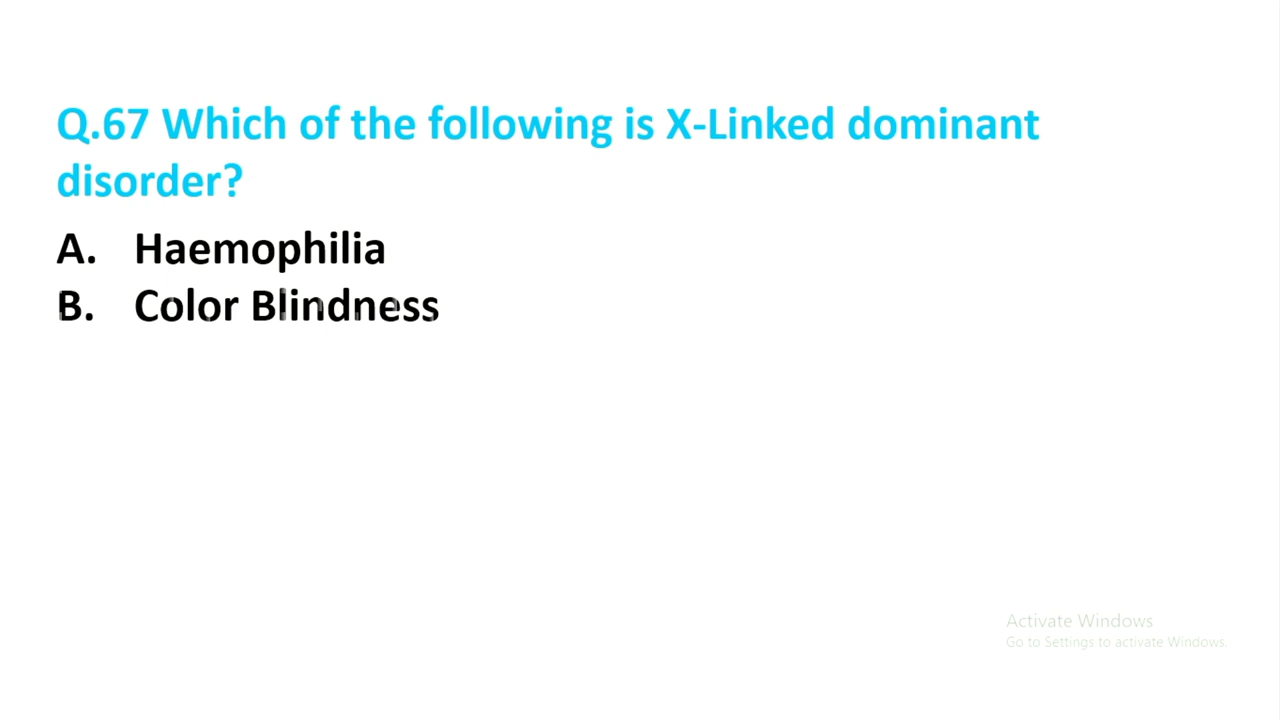 Q.67 Which of the following is X-Linked dominant
disorder?
A. Haemophilia
B. Color Blindness
Activate Windows
Go to Settings to activate Windows.